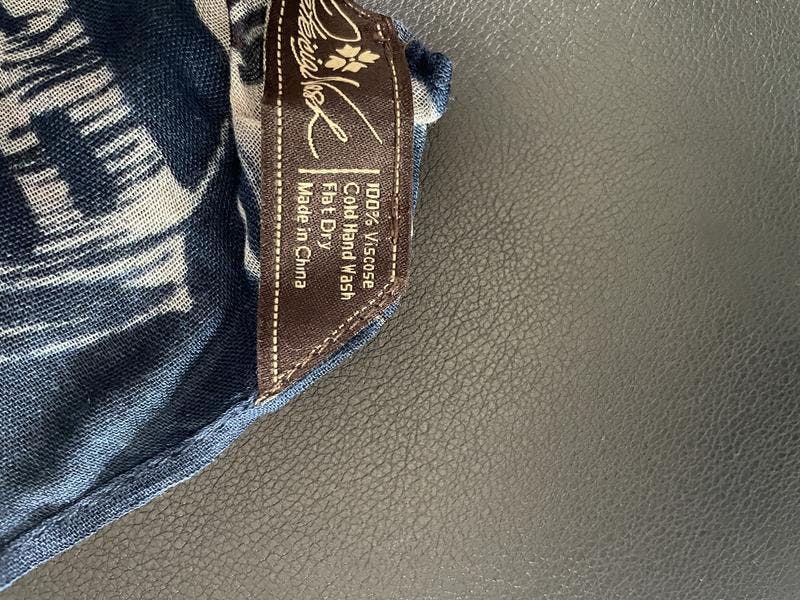 100% Viscose
Cold Hand Wash
Flat Dry
Made in China